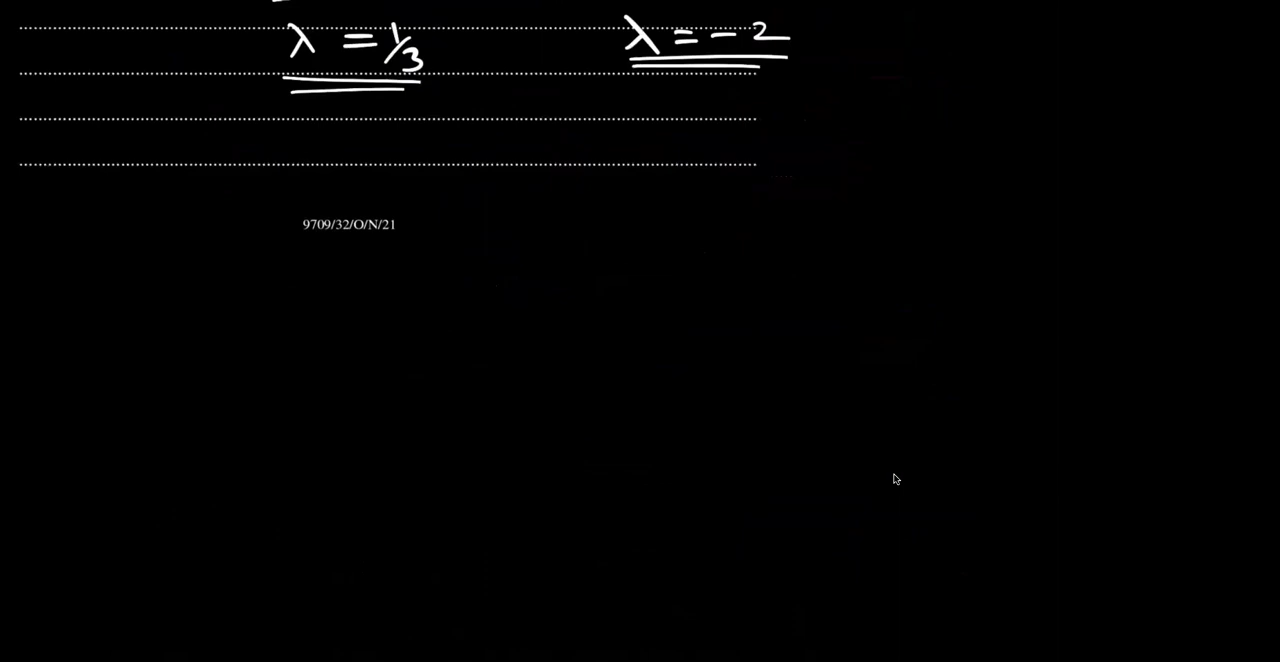 λ = 1/3 λ = - 2
9709/32/O/N/21